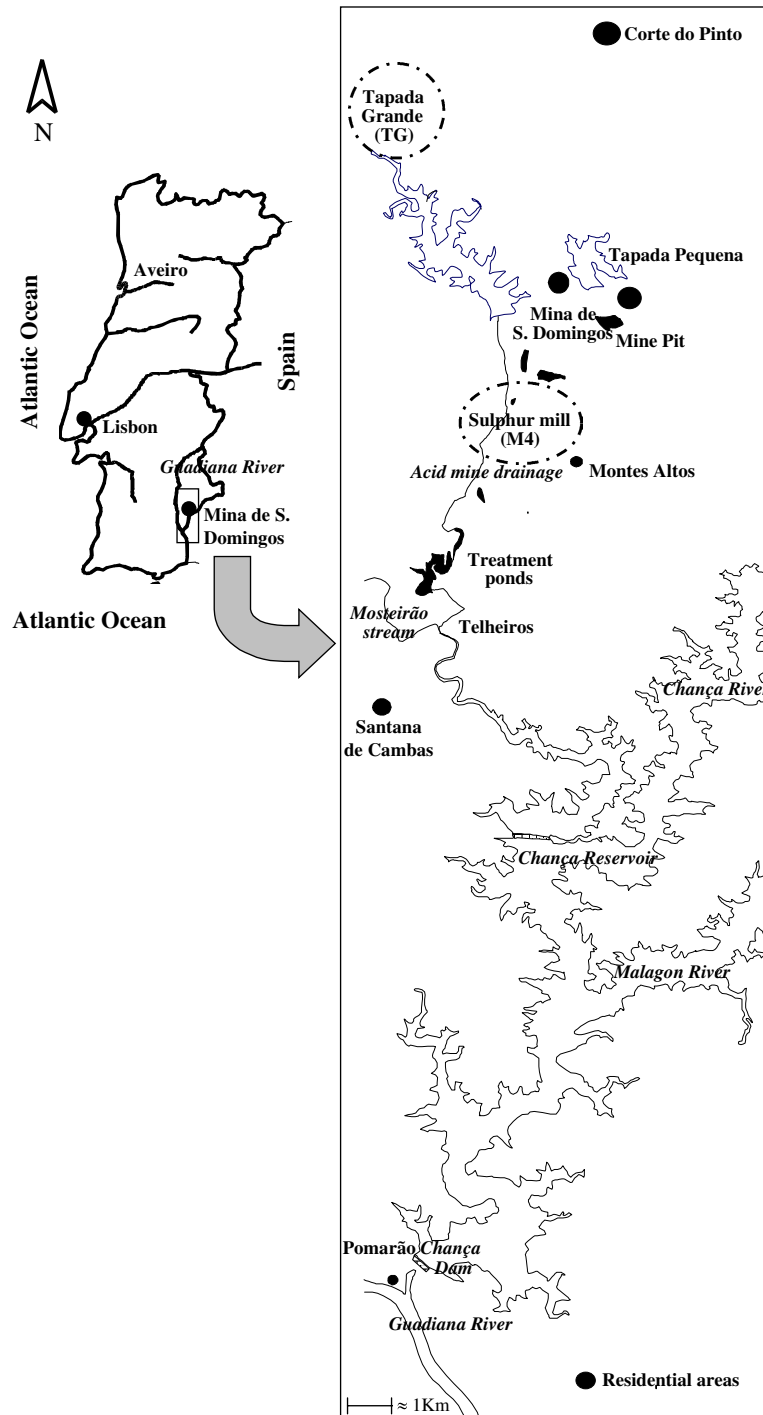 N
Aveiro
Atlantic Ocean
Spain
Lisbon
Guadiana River
Mina de S.
Domingos
Atlantic Ocean
Corte do Pinto
Tapada
Grande
(TG)
Tapada Pequena
Mina de
S. Domingos
Mine Pit
Sulphur mill
(M4)
Acid mine drainage
Montes Altos
Treatment
ponds
Mosteirão
stream
Telheiros
Chança River
Santana
de Cambas
Chança Reservoir
Malagon River
Pomarão
Chança
Dam
Guadiana River
Residential areas
≈ 1Km